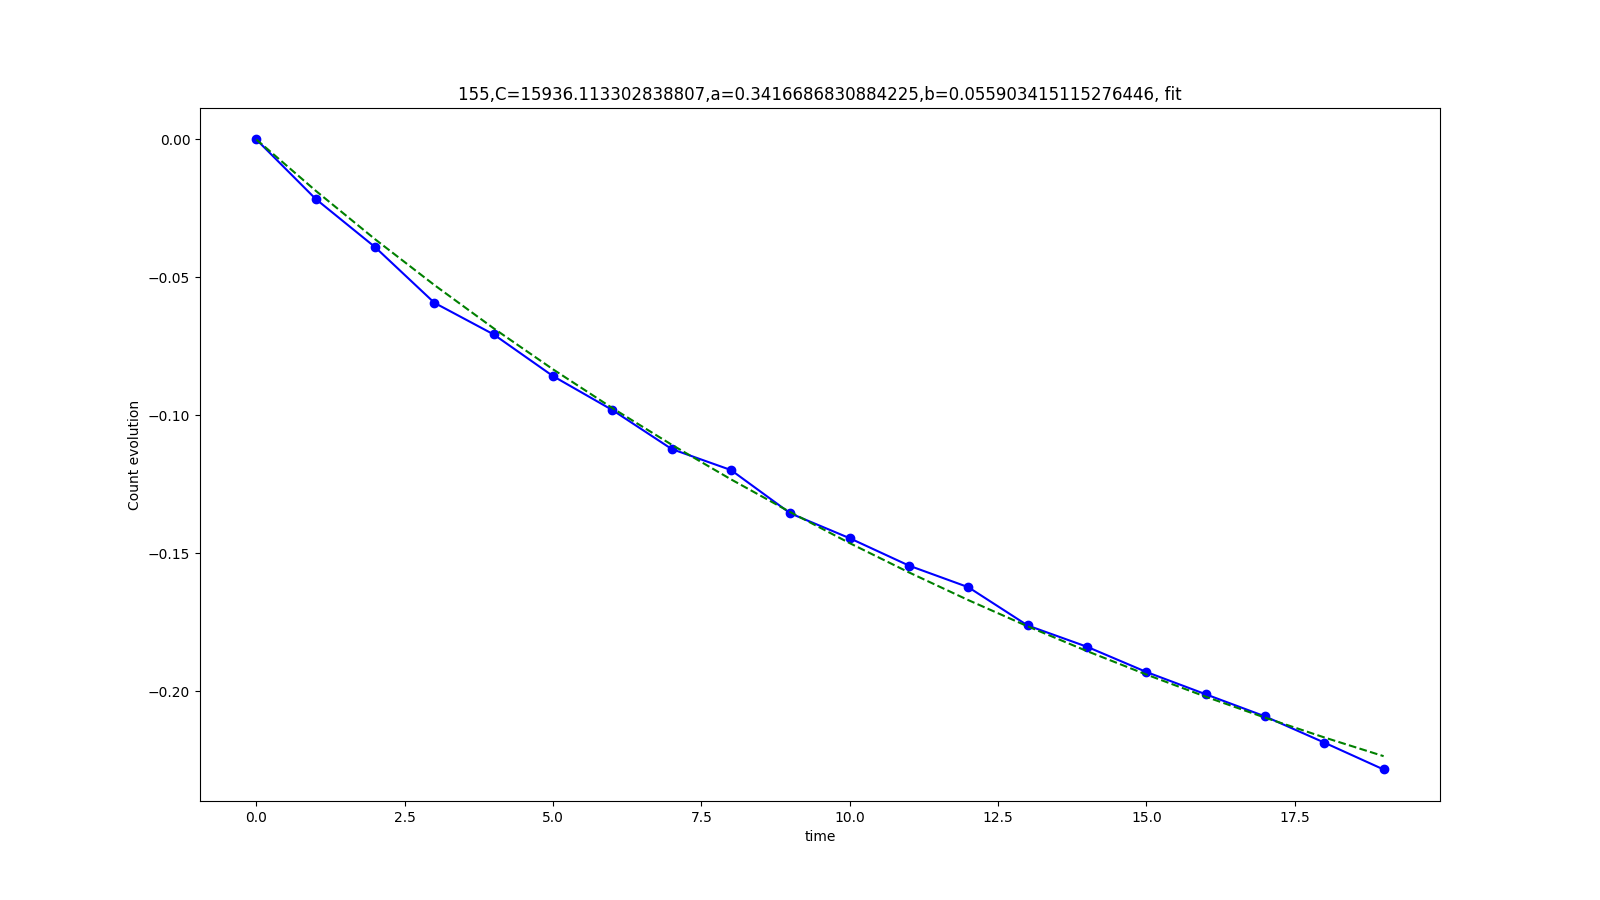 155,C=15936.113302838807,a=0.3416686830884225,b=0.055903415115276446, fit
0.00
−0.05
−0.10
−0.15
−0.20
Count evolution
0.0 2.5 5.0 7.5 10.0 12.5 15.0 17.5
time